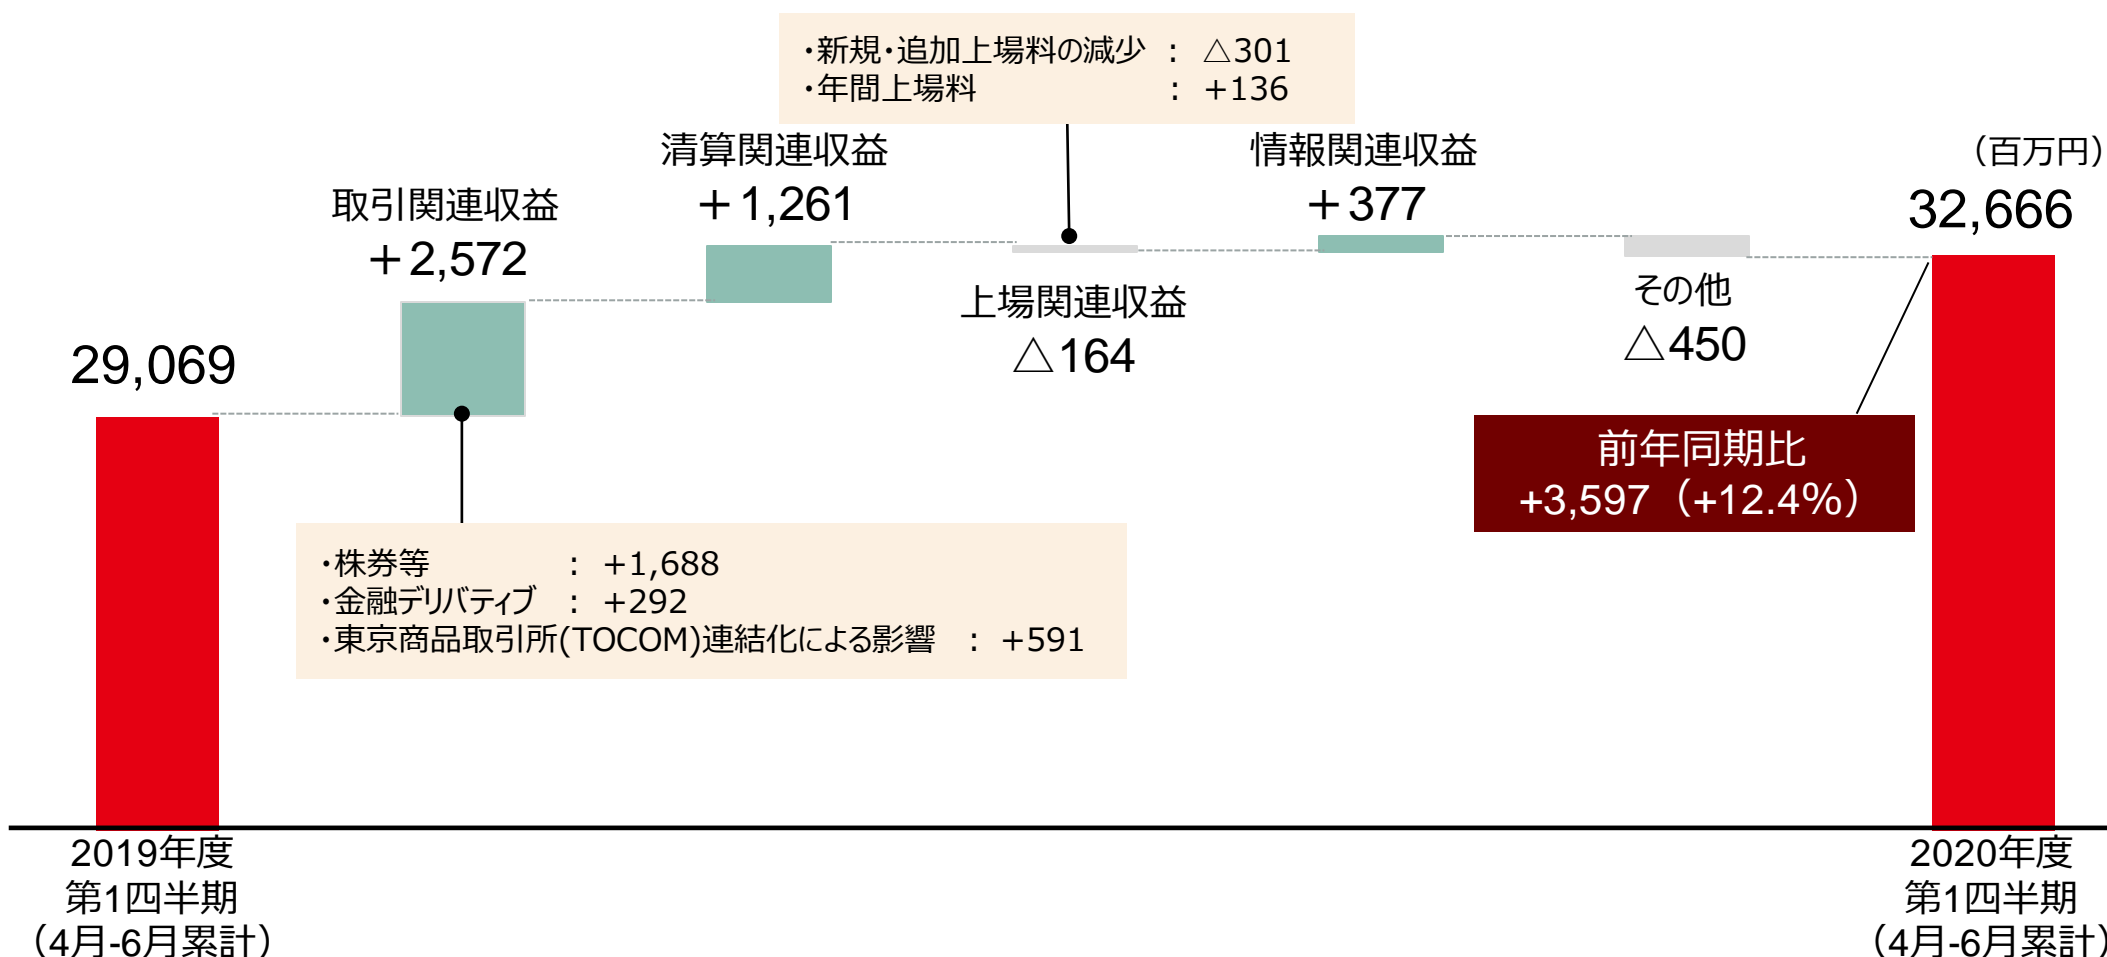 ・新規・追加上場料の減少 : △301
・年間上場料 : +136
清算関連収益
+1,261
情報関連収益
+377
(百万円)
取引関連収益
+2,572
32,666
29,069
上場関連収益
△164
その他
△450
前年同期比
+3,597 (+12.4%)
・株券等 : +1,688
・金融デリバティブ : +292
・東京商品取引所(TOCOM)連結化による影響 : +591
2019年度
第1四半期
(4月-6月累計)
2020年度
第1四半期
(4月-6月累計)